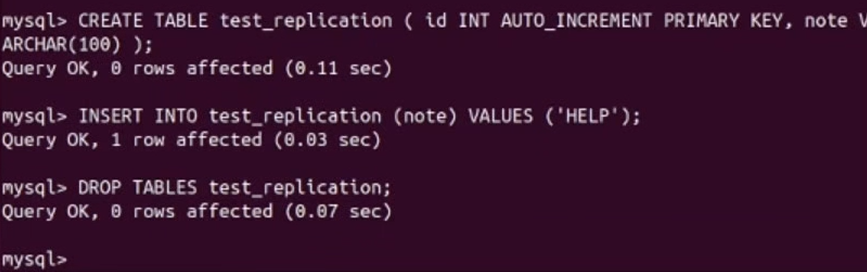 mysql> CREATE TABLE test_replication ( id INT AUTO_INCREMENT PRIMARY KEY, note V
ARCHAR(100) );
Query OK, 0 rows affected (0.11 sec)
mysql> INSERT INTO test_replication (note) VALUES ('HELP');
Query OK, 1 row affected (0.03 sec)
mysql> DROP TABLES test_replication;
Query OK, 0 rows affected (0.07 sec)
mysql>